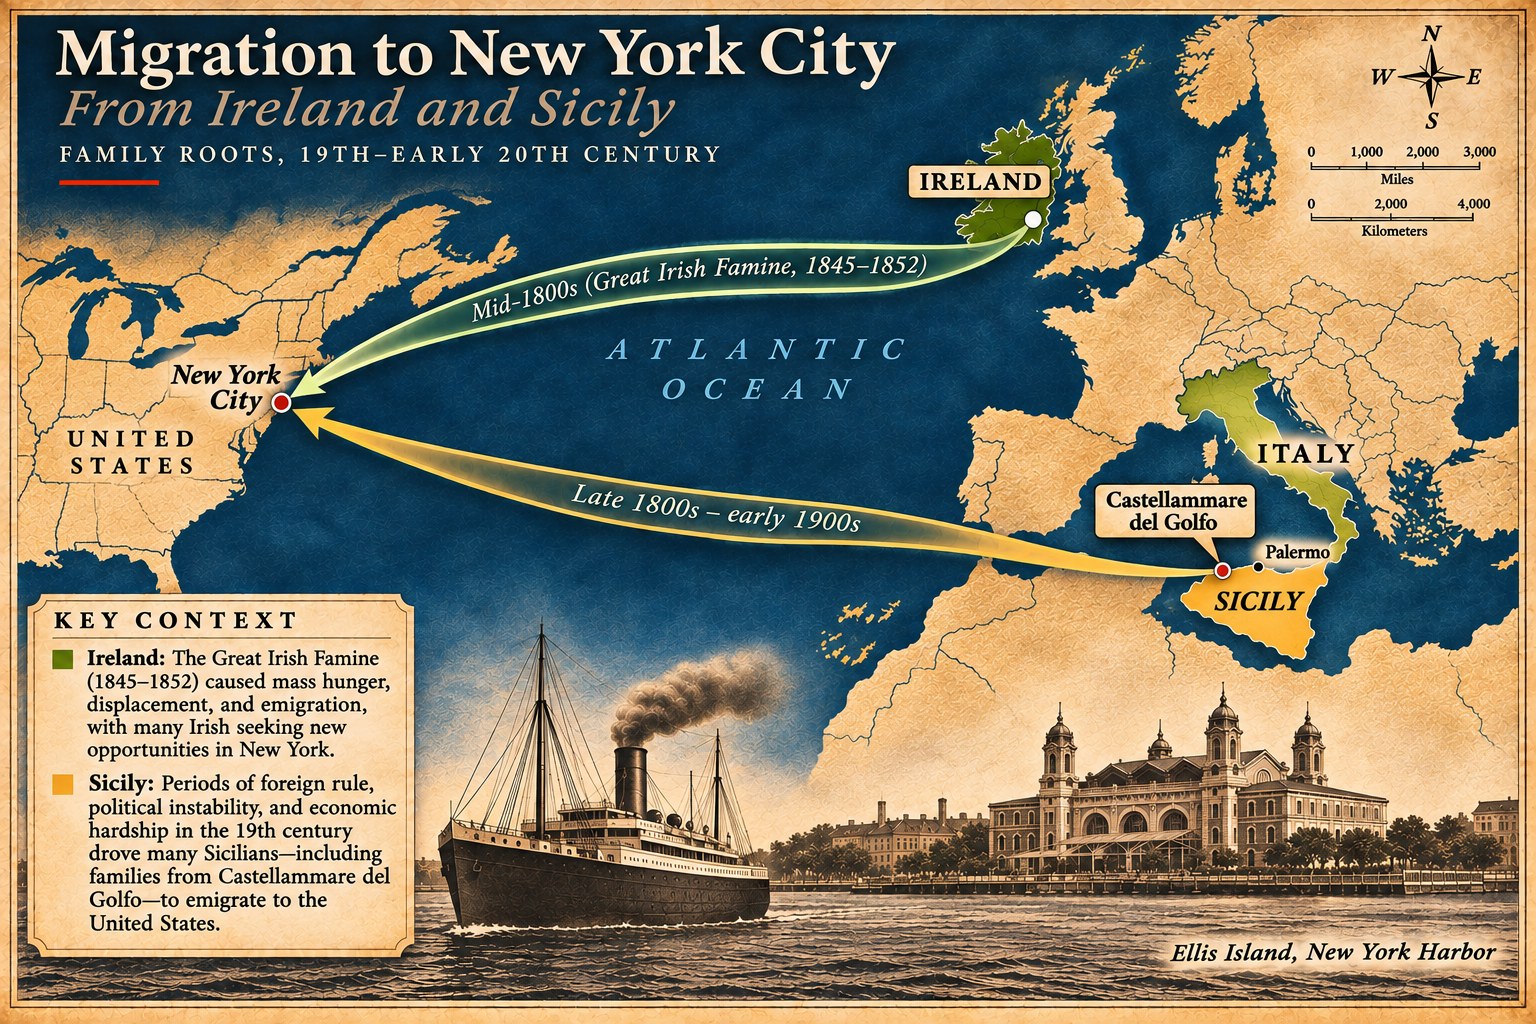 Migration to New York City
From Ireland and Sicily
FAMILY ROOTS, 19TH–EARLY 20TH CENTURY
N
W E
S
0 1,000 2,000 3,000
Miles
0 2,000 4,000
Kilometers
IRELAND
Mid-1800s (Great Irish Famine, 1845–1852)
ATLANTIC
OCEAN
New York
City
UNITED
STATES
ITALY
Late 1800s – early 1900s
Castellammare
del Golfo
Palermo
SICILY
KEY CONTEXT
Ireland: The Great Irish Famine
(1845–1852) caused mass hunger,
displacement, and emigration,
with many Irish seeking new
opportunities in New York.
Sicily: Periods of foreign rule,
political instability, and economic
hardship in the 19th century
drove many Sicilians—including
families from Castellammare del
Golfo—to emigrate to the
United States.
Ellis Island, New York Harbor